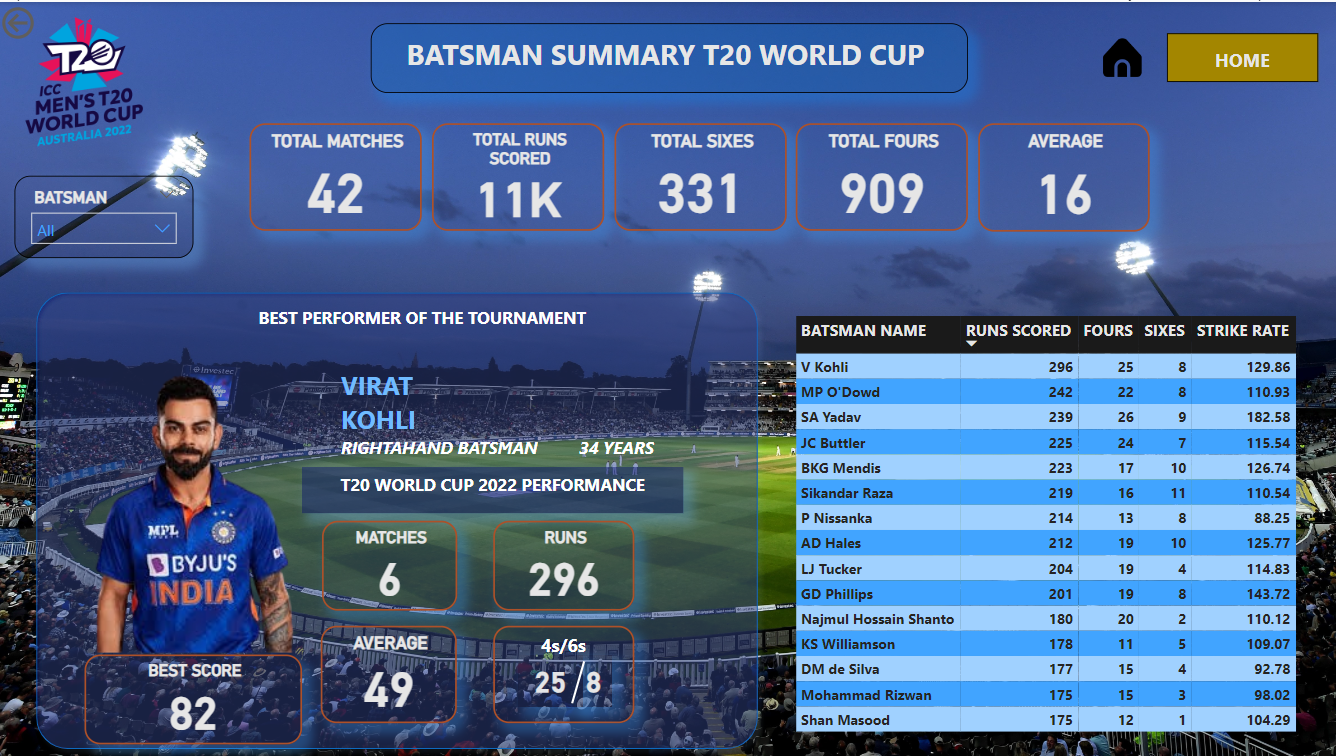 BATSMAN SUMMARY T20 WORLD CUP
HOME
T20
ICC
MEN'S T20
WORLD CUP
AUSTRALIA 2022
BATSMAN
All
TOTAL MATCHES
42
TOTAL RUNS
SCORED
11K
TOTAL SIXES
331
TOTAL FOURS
909
AVERAGE
16
BEST PERFORMER OF THE TOURNAMENT
Investec
VIRAT
KOHLI
RIGHTAHAND BATSMAN 34 YEARS
T20 WORLD CUP 2022 PERFORMANCE
MPL
BYJU'S
INDIA
MATCHES
6
RUNS
296
AVERAGE
49
4s/6s
25/8
BEST SCORE
82
BATSMAN NAME RUNS SCORED FOURS SIXES STRIKE RATE
V Kohli 296 25 8 129.86
MP O'Dowd 242 22 8 110.93
SA Yadav 239 26 9 182.58
JC Buttler 225 24 7 115.54
BKG Mendis 223 17 10 126.74
Sikandar Raza 219 16 11 110.54
P Nissanka 214 13 8 88.25
AD Hales 212 19 10 125.77
LJ Tucker 204 19 4 114.83
GD Phillips 201 19 8 143.72
Najmul Hossain Shanto 180 20 2 110.12
KS Williamson 178 11 5 109.07
DM de Silva 177 15 4 92.78
Mohammad Rizwan 175 15 3 98.02
Shan Masood 175 12 1 104.29